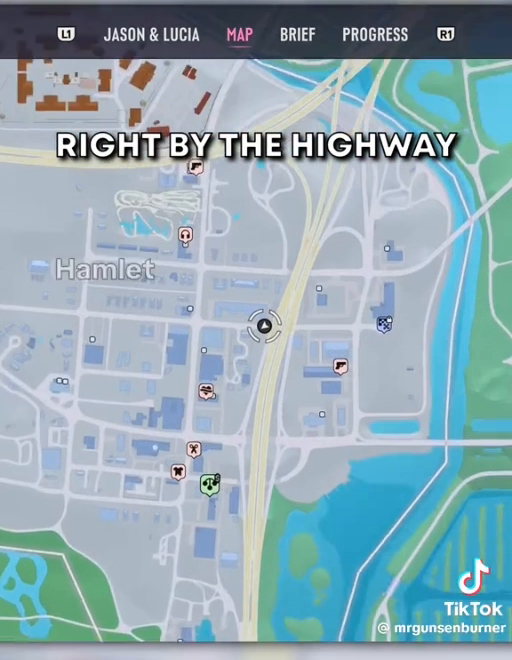 L1 JASON & LUCIA MAP BRIEF PROGRESS R1
RIGHT BY THE HIGHWAY
Hamlet
TikTok
@ mrgunsenburner